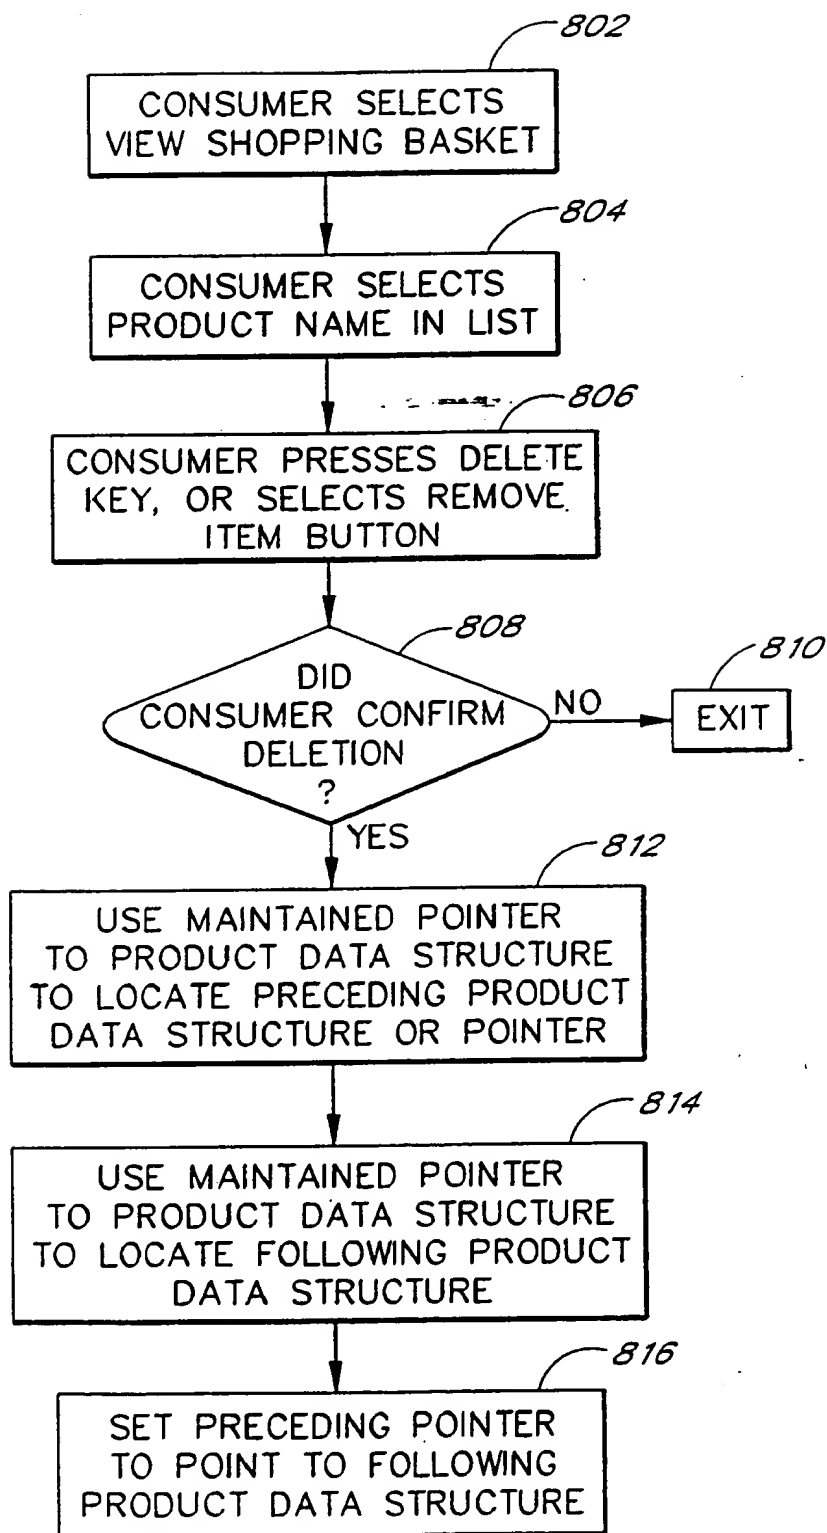 802
CONSUMER SELECTS
VIEW SHOPPING BASKET
804
CONSUMER SELECTS
PRODUCT NAME IN LIST
806
CONSUMER PRESSES DELETE
KEY, OR SELECTS REMOVE
ITEM BUTTON
808
DID
CONSUMER CONFIRM
DELETION
?
NO
810
EXIT
YES
812
USE MAINTAINED POINTER
TO PRODUCT DATA STRUCTURE
TO LOCATE PRECEDING PRODUCT
DATA STRUCTURE OR POINTER
814
USE MAINTAINED POINTER
TO PRODUCT DATA STRUCTURE
TO LOCATE FOLLOWING PRODUCT
DATA STRUCTURE
816
SET PRECEDING POINTER
TO POINT TO FOLLOWING
PRODUCT DATA STRUCTURE